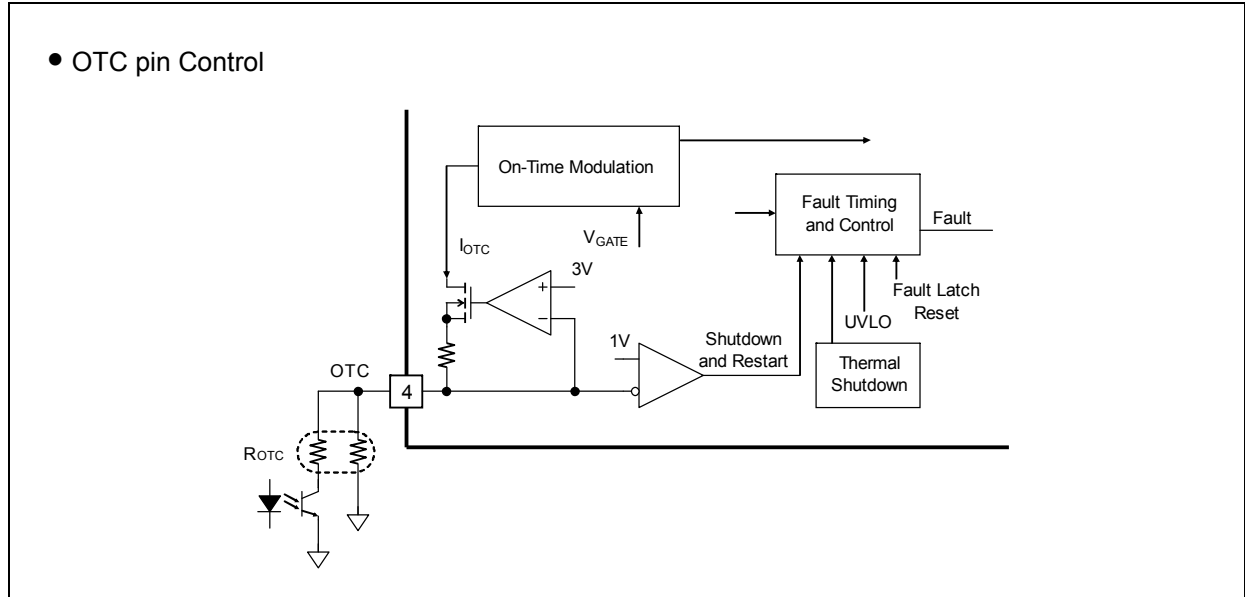 ● OTC pin Control
On-Time Modulation
Fault Timing
and Control
Fault
VGATE
IOTC
3V
Fault Latch
Reset
UVLO
1V
Shutdown
and Restart
Thermal
Shutdown
OTC
4
ROTC